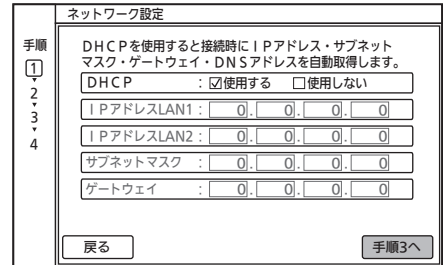 ネットワーク設定
手順
1
2
3
4
DHCPを使用すると接続時にIPアドレス・サブネット
マスク・ゲートウェイ・DNSアドレスを自動取得します。
DHCP : ☑使用する □使用しない
IPアドレスLAN1 : 0. 0. 0. 0
IPアドレスLAN2 : 0. 0. 0. 0
サブネットマスク : 0. 0. 0. 0
ゲートウェイ : 0. 0. 0. 0
戻る
手順3へ